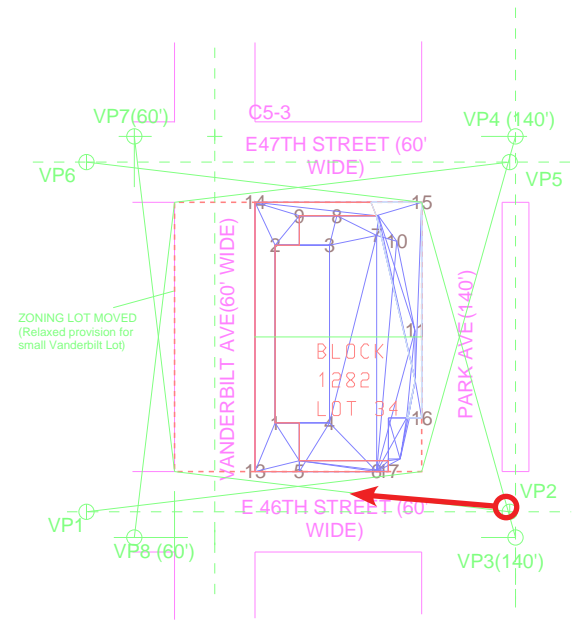 VP7(60')
C5-3
VP4 (140')
E47TH STREET (60'
WIDE)
VP6
VP5
14
9
8
15
7
10
2
3
VANDERBILT AVE(60' WIDE)
PARK AVE(140')
ZONING LOT MOVED
(Relaxed provision for
small Vanderbilt Lot)
11
BLOCK
1282
LOT 34
1
4
16
13
5
6
17
VP2
E 46TH STREET (60'
WIDE)
VP1
VP8 (60')
VP3(140')